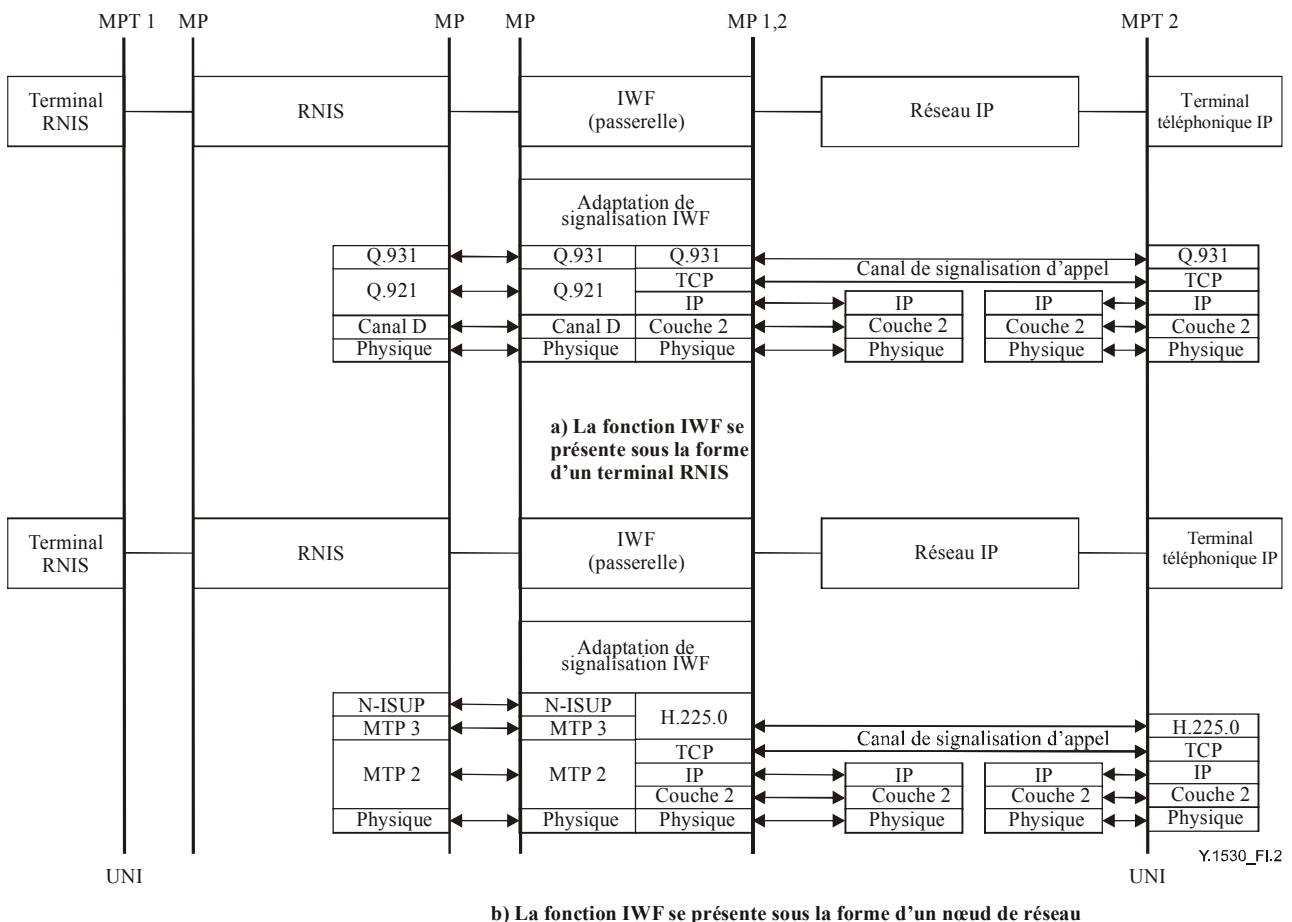 MPT 1 MP MP MP MP 1,2 MPT 2
Terminal
RNIS
RNIS
IWF
(passerelle)
Réseau IP
Terminal
téléphonique IP
Adaptation de
signalisation IWF
Q.931 Q.931 Q.931 Q.931
Canal de signalisation d'appel
TCP TCP
Q.921 Q.921
IP IP IP IP
Canal D Canal D Couche 2 Couche 2 Couche 2 Couche 2
Physique Physique Physique Physique Physique Physique
a) La fonction IWF se
présente sous la forme
d'un terminal RNIS
Terminal
RNIS
RNIS
IWF
(passerelle)
Réseau IP
Terminal
téléphonique IP
Adaptation de
signalisation IWF
N-ISUP N-ISUP
H.225.0
MTP 3 MTP 3 H.225.0
Canal de signalisation d'appel
TCP TCP
MTP 2 MTP 2 IP IP IP IP
Couche 2 Couche 2 Couche 2 Couche 2
Physique Physique Physique Physique Physique Physique
Y.1530_FI.2
UNI UNI
b) La fonction IWF se présente sous la forme d'un nœud de réseau